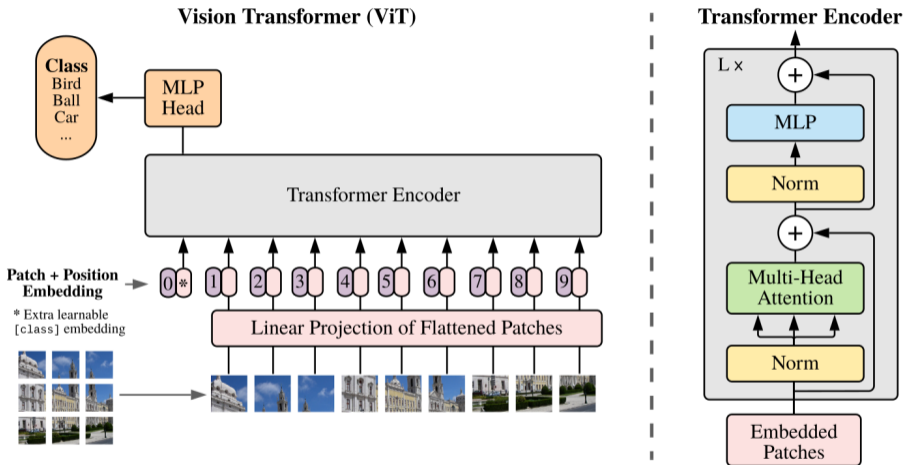 Vision Transformer (ViT)
Class
Bird
Ball
Car
...
MLP
Head
Transformer Encoder
Patch + Position
Embedding
0 * 1 2 3 4 5 6 7 8 9
* Extra learnable
[class] embedding
Linear Projection of Flattened Patches
Transformer Encoder
L ×
+
MLP
Norm
+
Multi-Head
Attention
Norm
Embedded
Patches